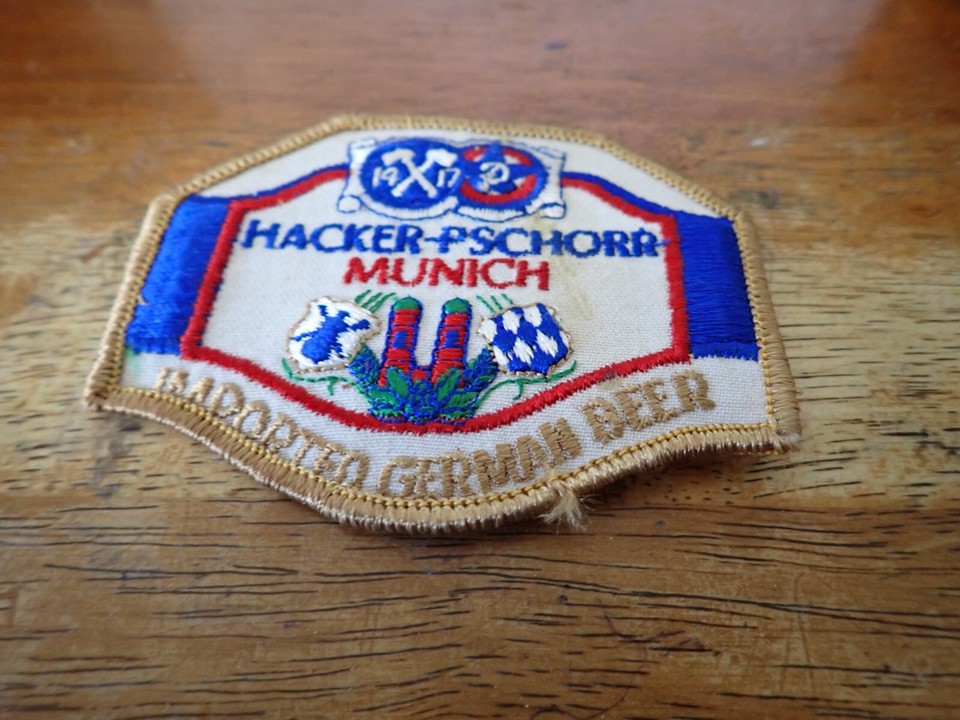 19 17 P
HACKER-PSCHORR
MUNICH
IMPORTED GERMAN BEER